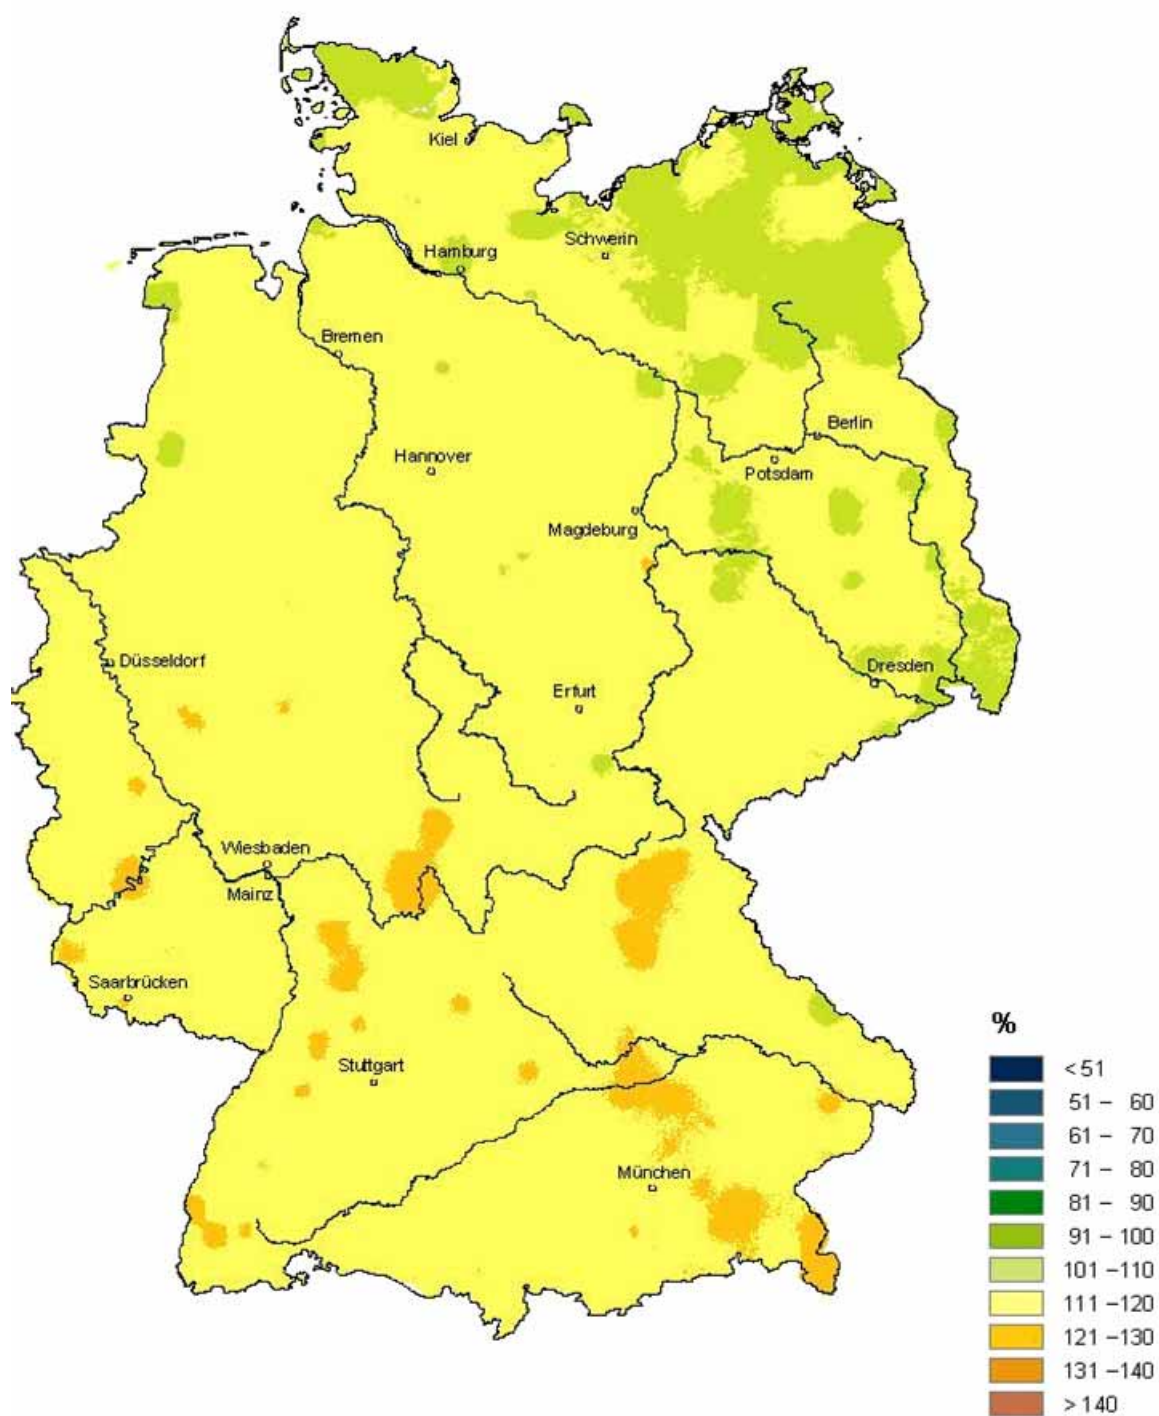 Kiel
Schwerin
Hamburg
Bremen
Berlin
Hannover
Potsdam
Magdeburg
Düsseldorf
Dresden
Erfurt
Wiesbaden
Mainz
Saarbrücken
Stuttgart
München
%
< 51
51 – 60
61 – 70
71 – 80
81 – 90
91 – 100
101 –110
111 –120
121 –130
131 –140
> 140